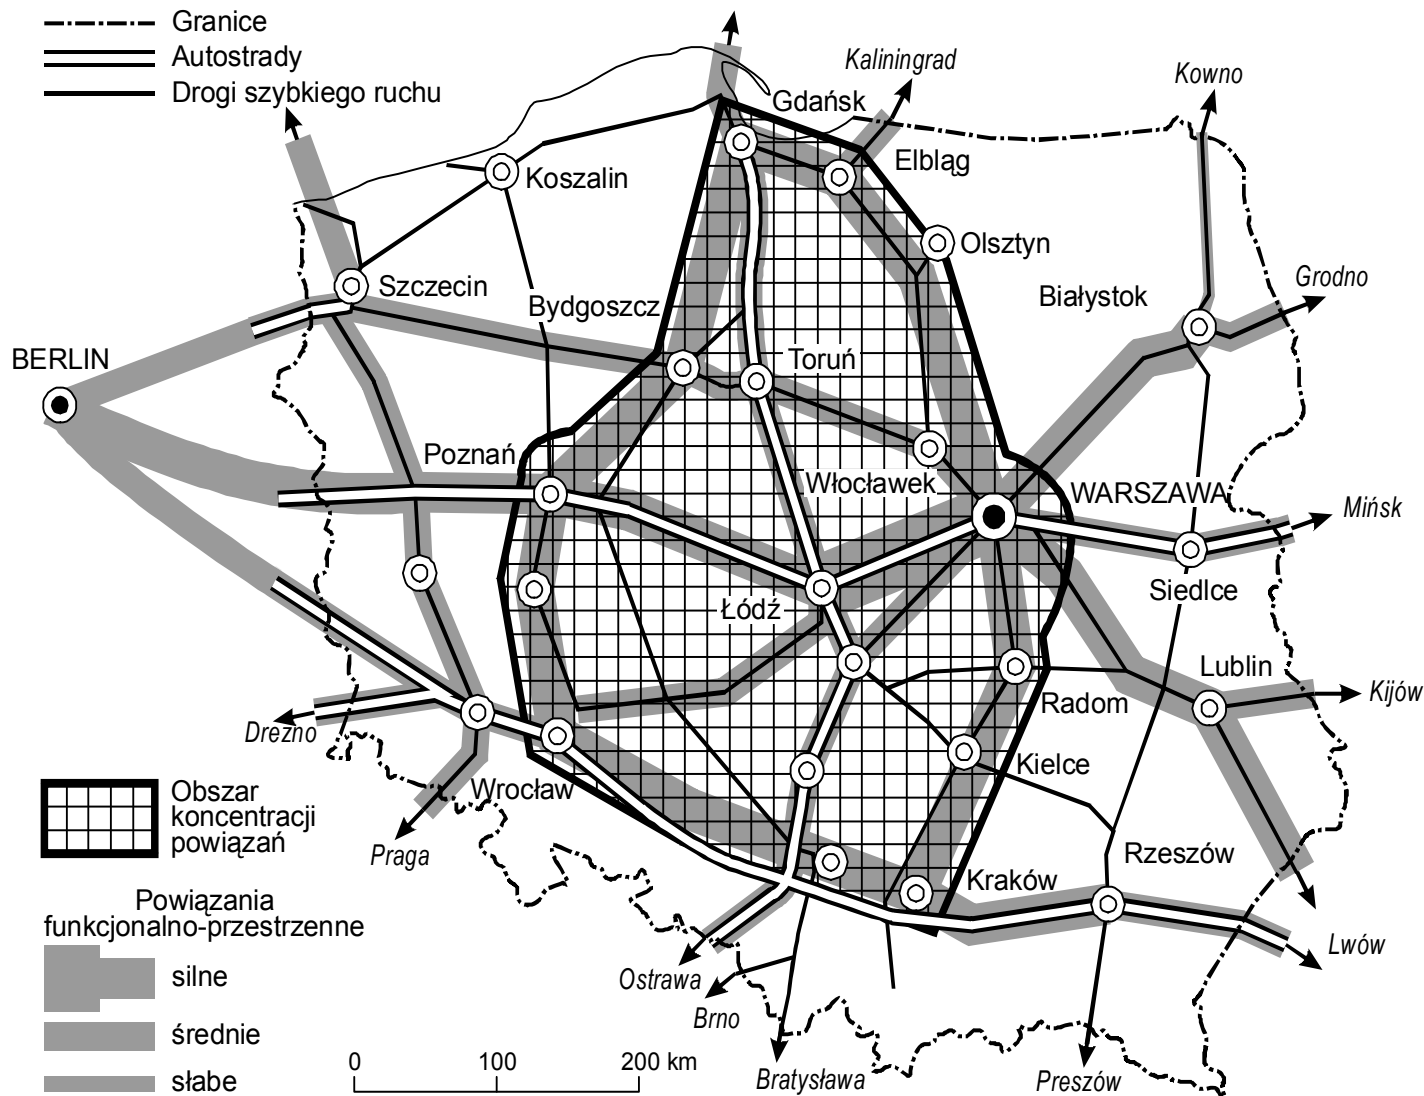 Granice
Autostrady
Drogi szybkiego ruchu
Kaliningrad
Kowno
Gdańsk
Elbląg
Koszalin
Olsztyn
Szczecin
Grodno
Białystok
Bydgoszcz
BERLIN
Toruń
Poznań
Włocławek
WARSZAWA
Mińsk
Siedlce
Łódź
Lublin
Kijów
Radom
Drezno
Kielce
Wrocław
Obszar
koncentracji
powiązań
Praga
Rzeszów
Kraków
Powiązania
funkcjonalno-przestrzenne
Lwów
silne
Ostrawa
Brno
średnie
0 100 200 km
słabe
Bratysława
Preszów